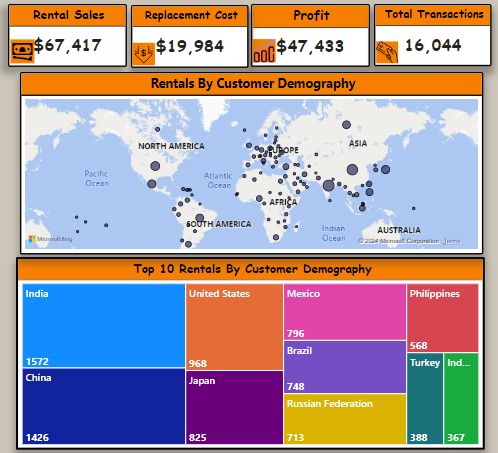 Rental Sales
$67,417
Replacement Cost
$19,984
Profit
$47,433
Total Transactions
16,044
Rentals By Customer Demography
NORTH AMERICA
EUROPE
ASIA
Pacific
Ocean
Atlantic
Ocean
AFRICA
SOUTH AMERICA
Indian
Ocean
AUSTRALIA
Microsoft Bing
© 2024 Microsoft Corporation Terms
Top 10 Rentals By Customer Demography
India
1572
China
1426
United States
968
Japan
825
Mexico
796
Brazil
748
Russian Federation
713
Philippines
568
Turkey
388
Ind...
367